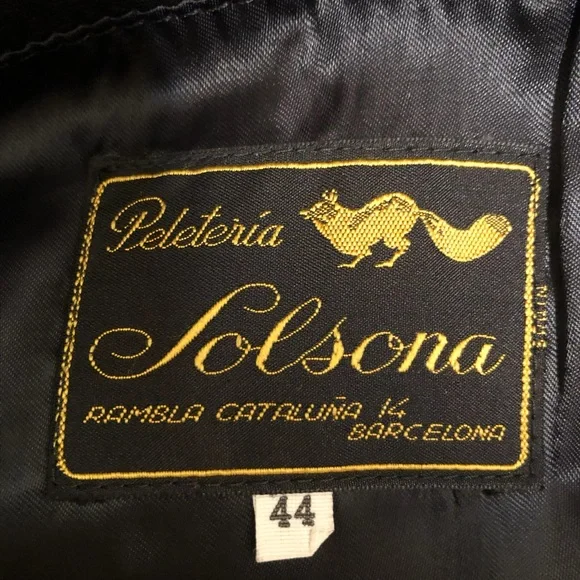 Peletería
Solsona
RAMBLA CATALUÑA 14
BARCELONA
44